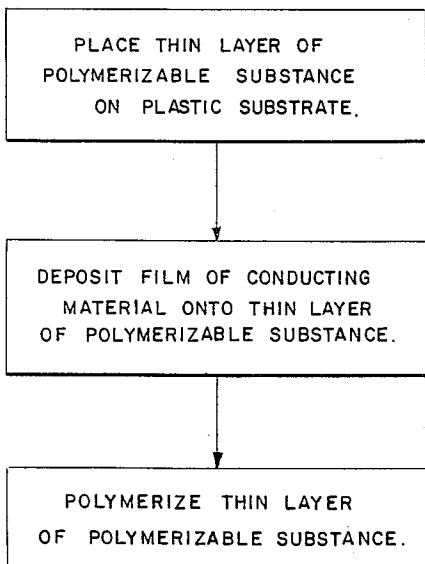 PLACE THIN LAYER OF
POLYMERIZABLE SUBSTANCE
ON PLASTIC SUBSTRATE.
DEPOSIT FILM OF CONDUCTING
MATERIAL ONTO THIN LAYER
OF POLYMERIZABLE SUBSTANCE.
POLYMERIZE THIN LAYER
OF POLYMERIZABLE SUBSTANCE.